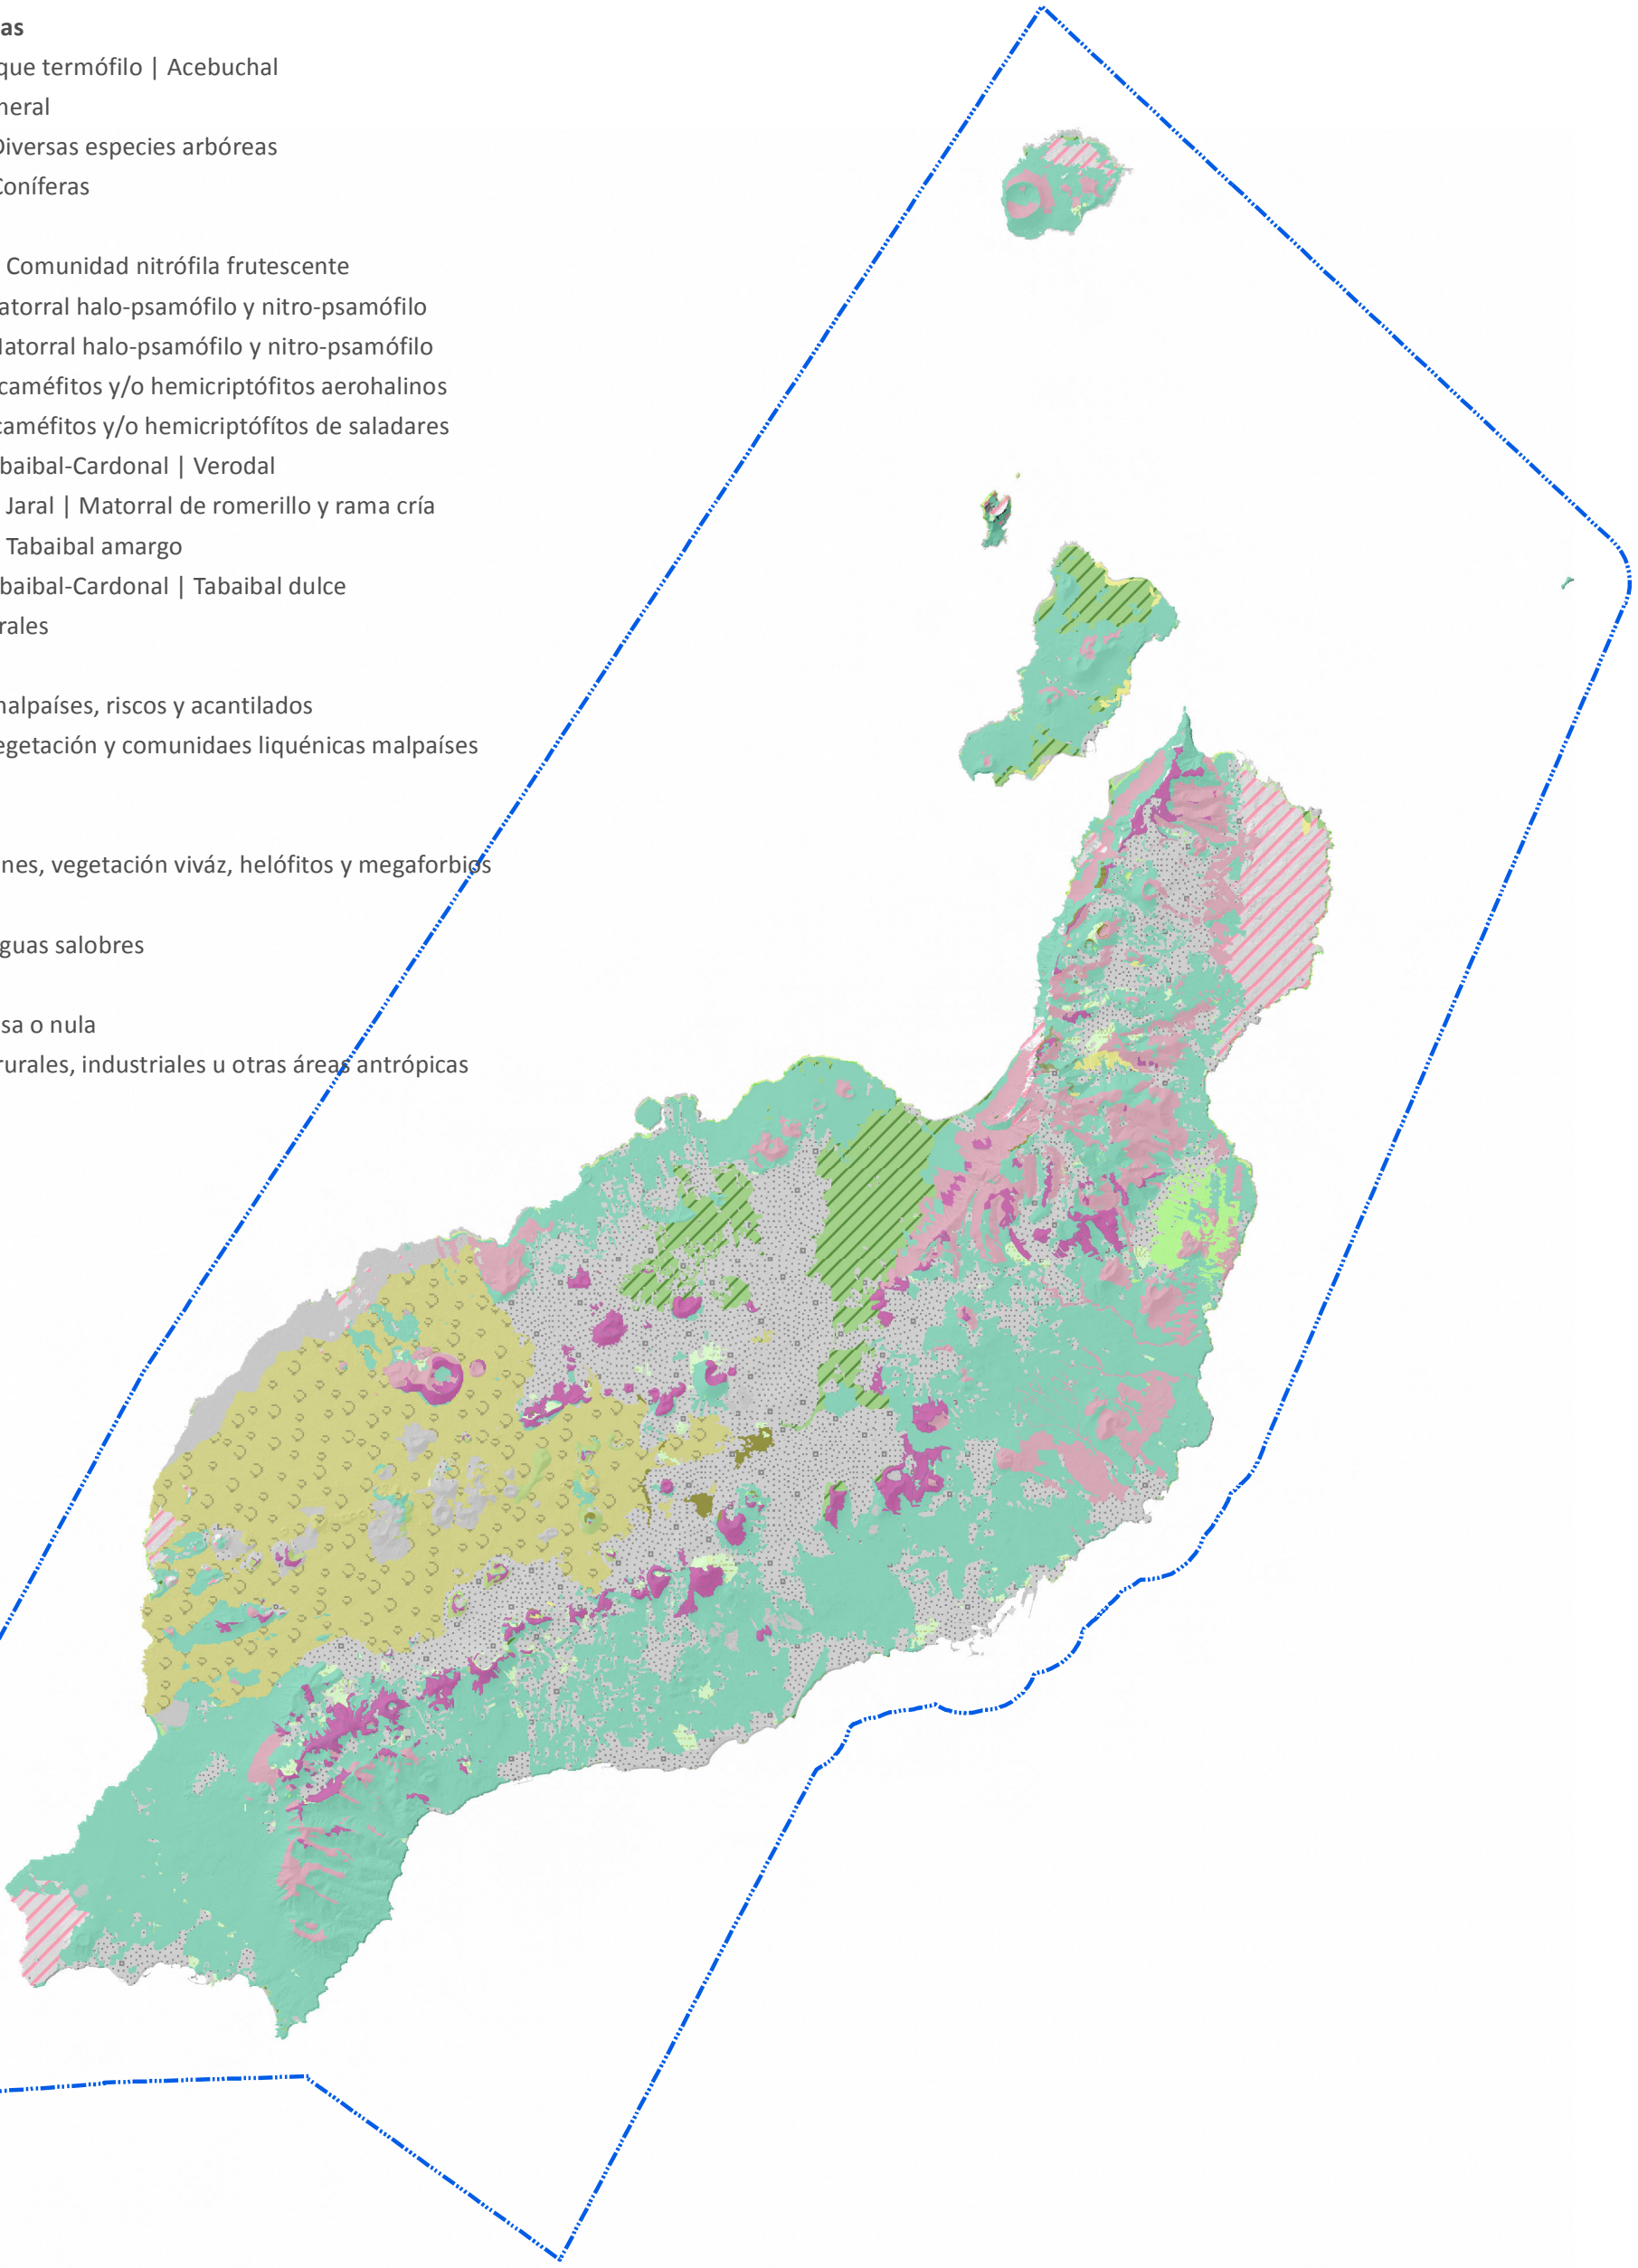 as
que termófilo | Acebuchal
neral
Diversas especies arbóreas
Coníferas
Comunidad nitrófila frutescente
atorral halo-psamófilo y nitro-psamófilo
latorral halo-psamófilo y nitro-psamófilo
caméfitos y/o hemicriptófitos aerohalinos
caméfitos y/o hemicriptófítos de saladares
baibal-Cardonal | Verodal
Jaral | Matorral de romerillo y rama cría
Tabaibal amargo
baibal-Cardonal | Tabaibal dulce
rales
nalpaíses, riscos y acantilados
egetación y comunidaes liquénicas malpaíses
nes, vegetación viváz, helófitos y megaforbios
guas salobres
sa o nula
rurales, industriales u otras áreas antrópicas